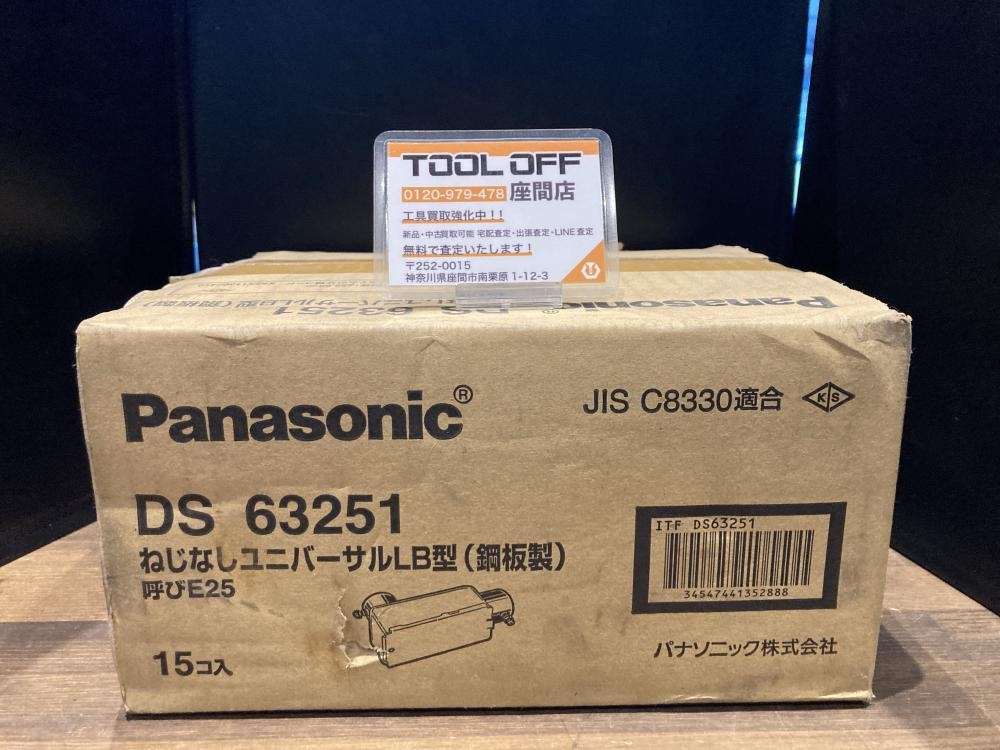 TOOL OFF
0120-979-478 座間店
工具買取強化中!!
新品・中古買取可能 宅配査定・出張査定・LINE査定
無料で査定いたします!
〒252-0015
神奈川県座間市南栗原 1-12-3
Panasonic
DS 63251
Panasonic®
JIS C8330適合
KS
DS 63251
ねじなしユニバーサルLB型(鋼板製)
呼びE25
15コ入
ITF DS63251
34547441352888
パナソニック株式会社